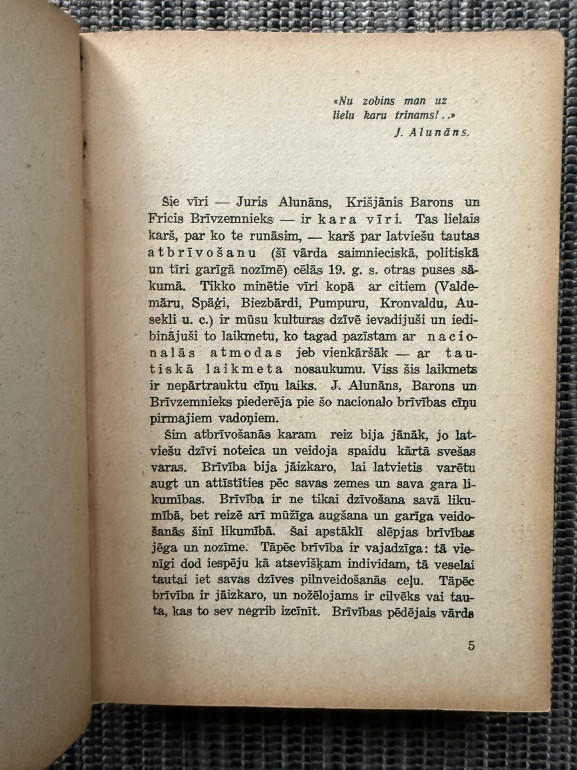 «Nu zobins man uz
lielu karu trinams!..»
J. Alunāns.
Šie vīri — Juris Alunāns, Krišjānis Barons un
Fricis Brīvzemnieks — ir kara vīri. Tas lielais
karš, par ko te runāsim, — karš par latviešu tautas
atbrīvošanu (šī vārda saimnieciskā, politiskā
un tīri garīgā nozīmē) cēlās 19. g. s. otras puses sā-
kumā. Tikko minētie vīri kopā ar citiem (Valde-
māru, Spāģi, Biezbārdi, Pumpuru, Kronvaldu, Au-
sekli u. c.) ir mūsu kulturas dzīvē ievadījuši un iedi-
binājuši to laikmetu, ko tagad pazīstam ar nacio-
nalās atmodas jeb vienkāršāk — ar tau-
tiskā laikmeta nosaukumu. Viss šis laikmets
ir nepārtrauktu cīņu laiks. J. Alunāns, Barons un
Brīvzemnieks piederēja pie šo nacionalo brīvības cīņu
pirmajiem vadoņiem.
Šim atbrīvošanās karam reiz bija jānāk, jo lat-
viešu dzīvi noteica un veidoja spaidu kārtā svešas
varas. Brīvība bija jāizkaro, lai latvietis varētu
augt un attīstīties pēc savas zemes un sava gara li-
kumības. Brīvība ir ne tikai dzīvošana savā liku-
mībā, bet reizē arī mūžīga augšana un garīga veido-
šanās šinī likumībā. Šai apstāklī slēpjas brīvības
jēga un nozīme. Tāpēc brīvība ir vajadzīga: tā vie-
nīgi dod iespēju kā atsevišķam individam, tā veselai
tautai iet savas dzīves pilnveidošanās ceļu. Tāpēc
brīvība ir jāizkaro, un nožēlojams ir cilvēks vai tau-
ta, kas to sev negrib izcīnīt. Brīvības pēdējais vārds
5